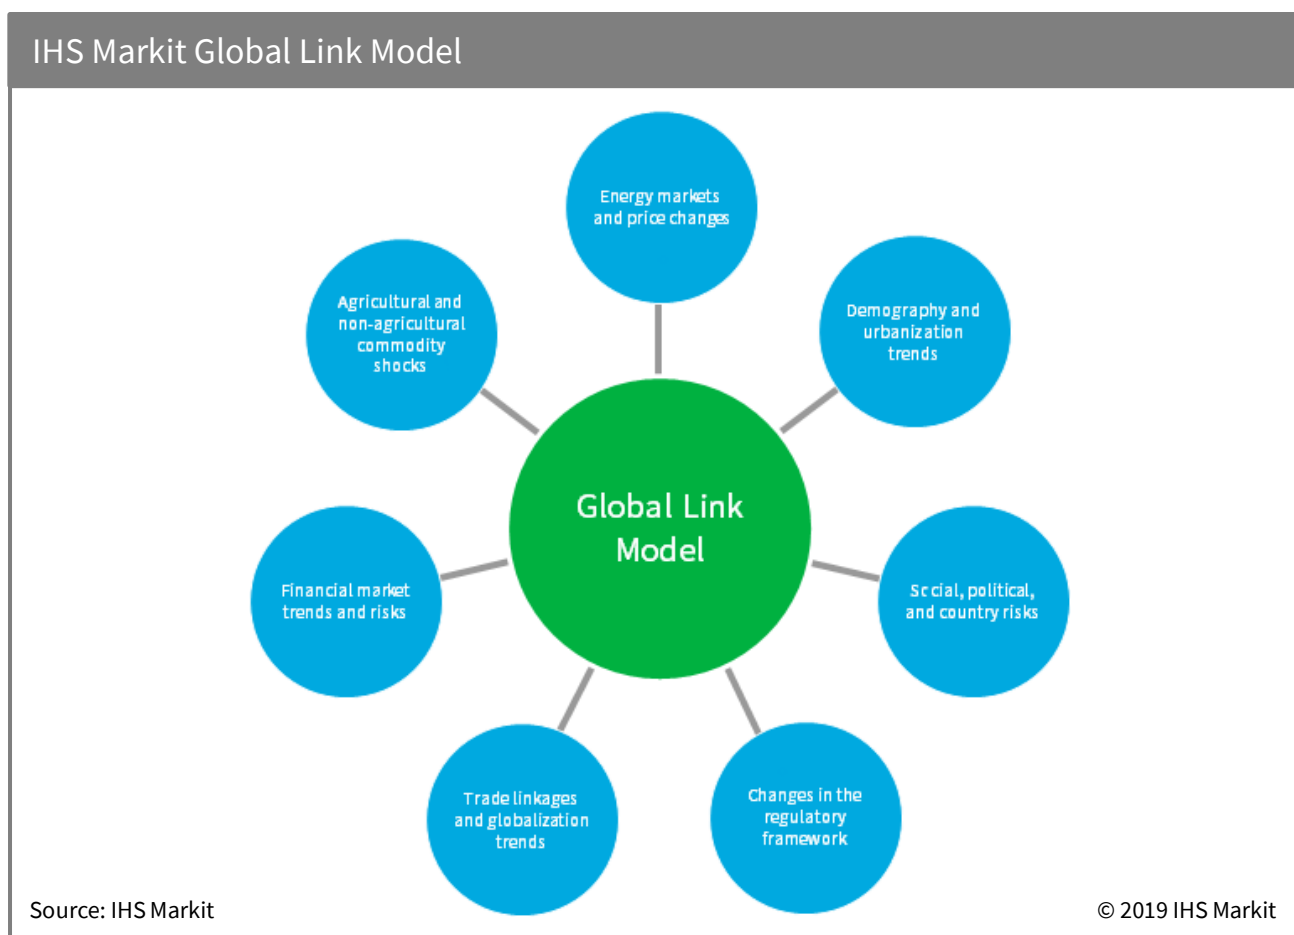 IHS Markit Global Link Model
Energy markets
and price changes
Demography and
urbanization
trends
Social, political,
and country risks
Changes in the
regulatory
framework
Trade linkages
and globalization
trends
Financial market
trends and risks
Agricultural and
non-agricultural
commodity
shocks
Global Link
Model
Source: IHS Markit
© 2019 IHS Markit